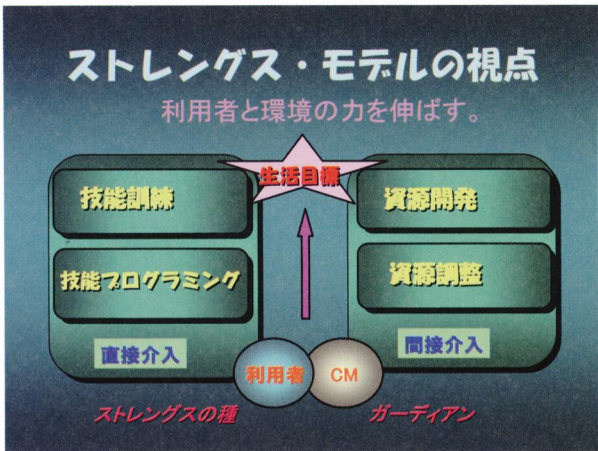 ストレングス・モデルの視点
利用者と環境の力を伸ばす。
生活目標
技能訓練
資源開発
技能プログラミング
資源調整
直接介入
間接介入
利用者
CM
ストレングスの種
ガーディアン